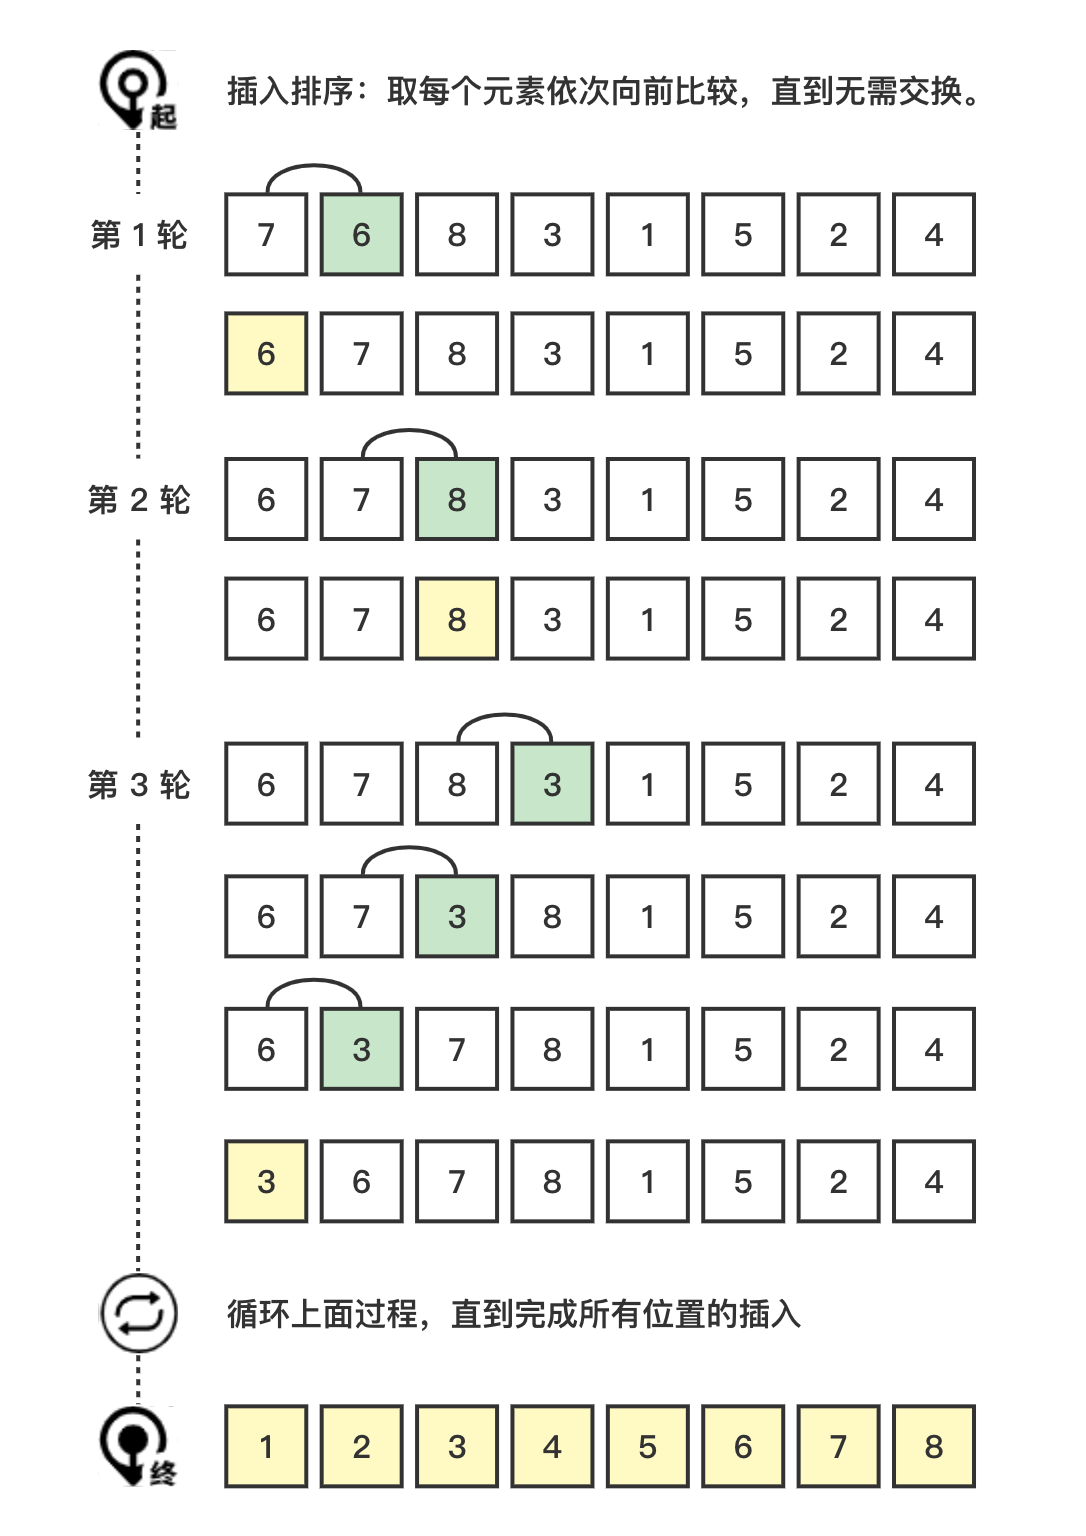 起
插入排序：取每个元素依次向前比较，直到无需交换。
第 1 轮
7 6 8 3 1 5 2 4
6 7 8 3 1 5 2 4
第 2 轮
6 7 8 3 1 5 2 4
6 7 8 3 1 5 2 4
第 3 轮
6 7 8 3 1 5 2 4
6 7 3 8 1 5 2 4
6 3 7 8 1 5 2 4
3 6 7 8 1 5 2 4
循环上面过程，直到完成所有位置的插入
终
1 2 3 4 5 6 7 8